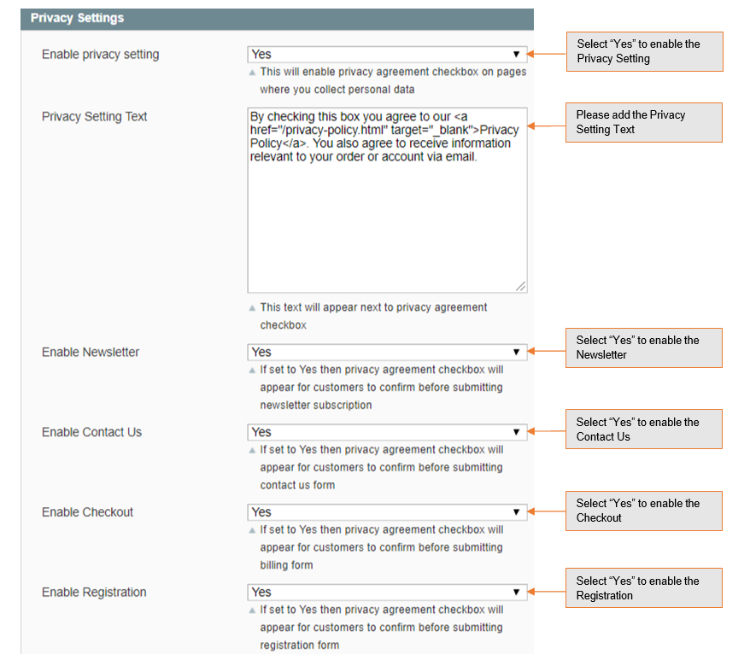 Privacy Settings
Enable privacy setting
Yes
This will enable privacy agreement checkbox on pages
where you collect personal data
Select “Yes” to enable the
Privacy Setting
Privacy Setting Text
By checking this box you agree to our <a
href="/privacy-policy.html" target="_blank">Privacy
Policy</a>. You also agree to receive information
relevant to your order or account via email.
Please add the Privacy
Setting Text
This text will appear next to privacy agreement
checkbox
Enable Newsletter
Yes
If set to Yes then privacy agreement checkbox will
appear for customers to confirm before submitting
newsletter subscription
Select “Yes” to enable the
Newsletter
Enable Contact Us
Yes
If set to Yes then privacy agreement checkbox will
appear for customers to confirm before submitting
contact us form
Select “Yes” to enable the
Contact Us
Enable Checkout
Yes
If set to Yes then privacy agreement checkbox will
appear for customers to confirm before submitting
billing form
Select “Yes” to enable the
Checkout
Enable Registration
Yes
If set to Yes then privacy agreement checkbox will
appear for customers to confirm before submitting
registration form
Select “Yes” to enable the
Registration